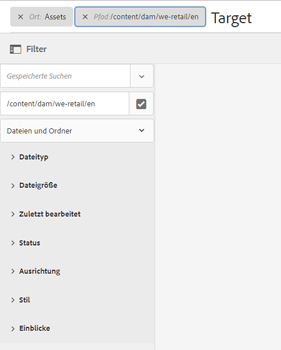 Ort: Assets
Pfad:/content/dam/we-retail/en
Target
Filter
Gespeicherte Suchen
/content/dam/we-retail/en
Dateien und Ordner
Dateityp
Dateigröße
Zuletzt bearbeitet
Status
Ausrichtung
Stil
Einblicke